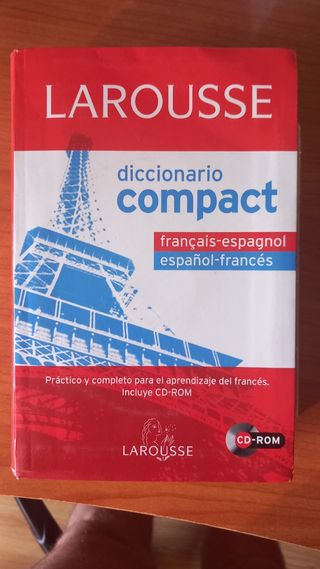 LAROUSSE
diccionario
compact
français-espagnol
español-francés
Práctico y completo para el aprendizaje del francés.
Incluye CD-ROM
CD-ROM
LAROUSSE